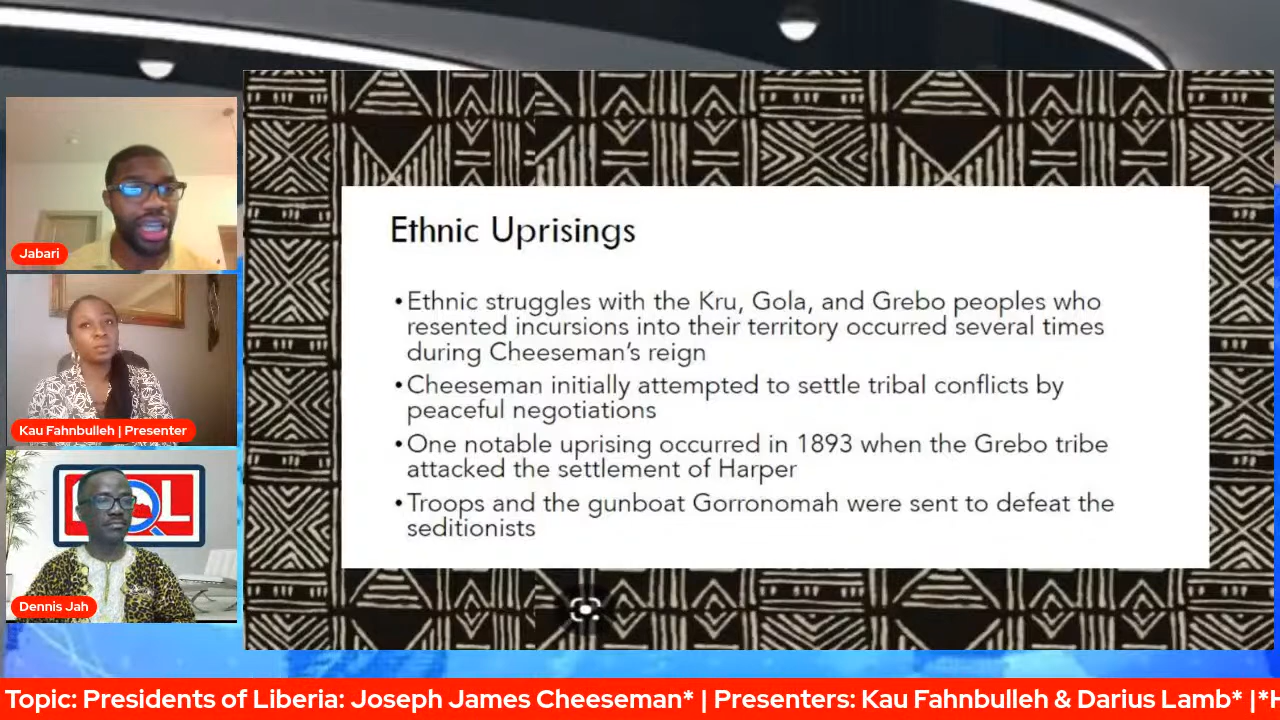 Jabari
Kau Fahnbulleh | Presenter
Dennis Jah
Ethnic Uprisings
•Ethnic struggles with the Kru, Gola, and Grebo peoples who
resented incursions into their territory occurred several times
during Cheeseman's reign
•Cheeseman initially attempted to settle tribal conflicts by
peaceful negotiations
•One notable uprising occurred in 1893 when the Grebo tribe
attacked the settlement of Harper
•Troops and the gunboat Gorronomah were sent to defeat the
seditionists
Topic: Presidents of Liberia: Joseph James Cheeseman* | Presenters: Kau Fahnbulleh & Darius Lamb* |*